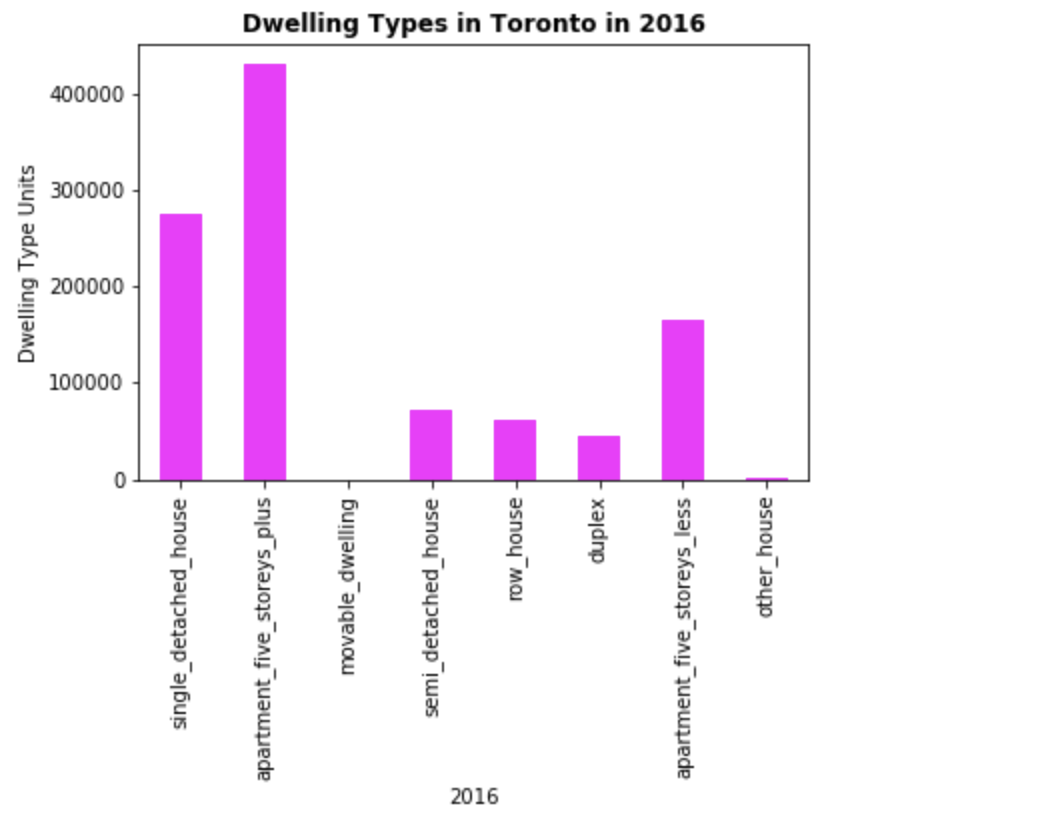 Dwelling Types in Toronto in 2016
Dwelling Type Units
400000
300000
200000
100000
0
single_detached_house
apartment_five_storeys_plus
movable_dwelling
semi_detached_house
row_house
duplex
apartment_five_storeys_less
other_house
2016